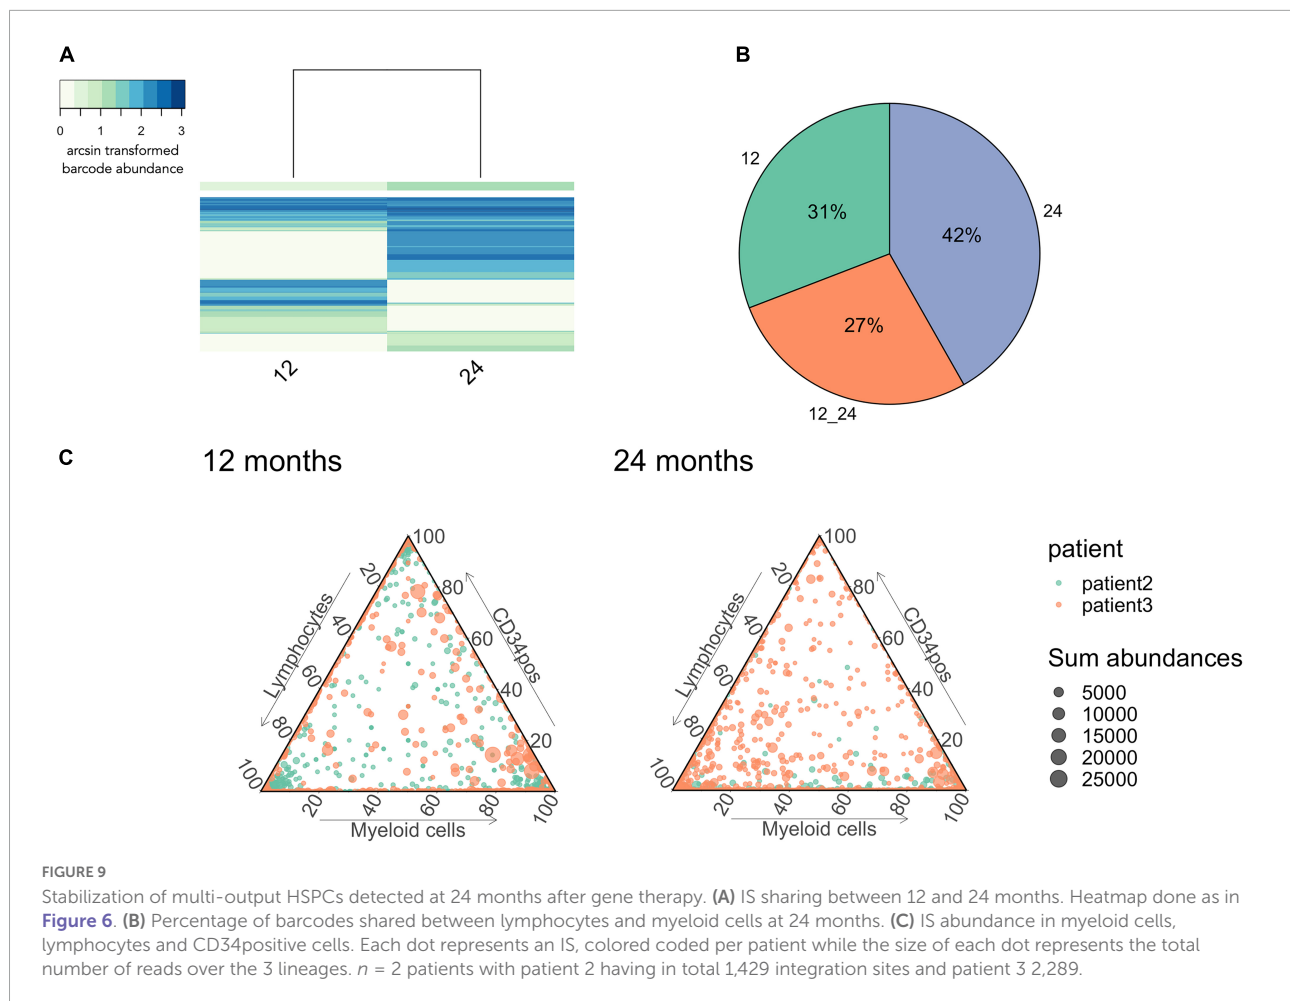 A
0 1 2 3
arcsin transformed
barcode abundance
12 24
B
12
31%
24
42%
27%
12_24
C
12 months
24 months
100
20
80
Lymphocytes
CD34pos
40
60
60
40
80
20
100
20 40 60 80 100
Myeloid cells
100
20
80
Lymphocytes
CD34pos
40
60
60
40
80
20
100
20 40 60 80 100
Myeloid cells
patient
patient2
patient3
Sum abundances
5000
10000
15000
20000
25000
FIGURE 9
Stabilization of multi-output HSPCs detected at 24 months after gene therapy. (A) IS sharing between 12 and 24 months. Heatmap done as in
Figure 6. (B) Percentage of barcodes shared between lymphocytes and myeloid cells at 24 months. (C) IS abundance in myeloid cells,
lymphocytes and CD34positive cells. Each dot represents an IS, colored coded per patient while the size of each dot represents the total
number of reads over the 3 lineages. n = 2 patients with patient 2 having in total 1,429 integration sites and patient 3 2,289.